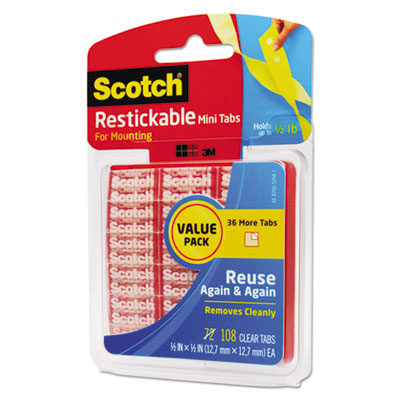 Scotch
Restickable Mini Tabs
For Mounting
3M
Holds
up to ½ lb
Scotch Scotch
VALUE
PACK
36 More Tabs
Reuse
Again & Again
Removes Cleanly
72 108 CLEAR TABS
½ IN × ½ IN (12,7 mm × 12,7 mm) EA